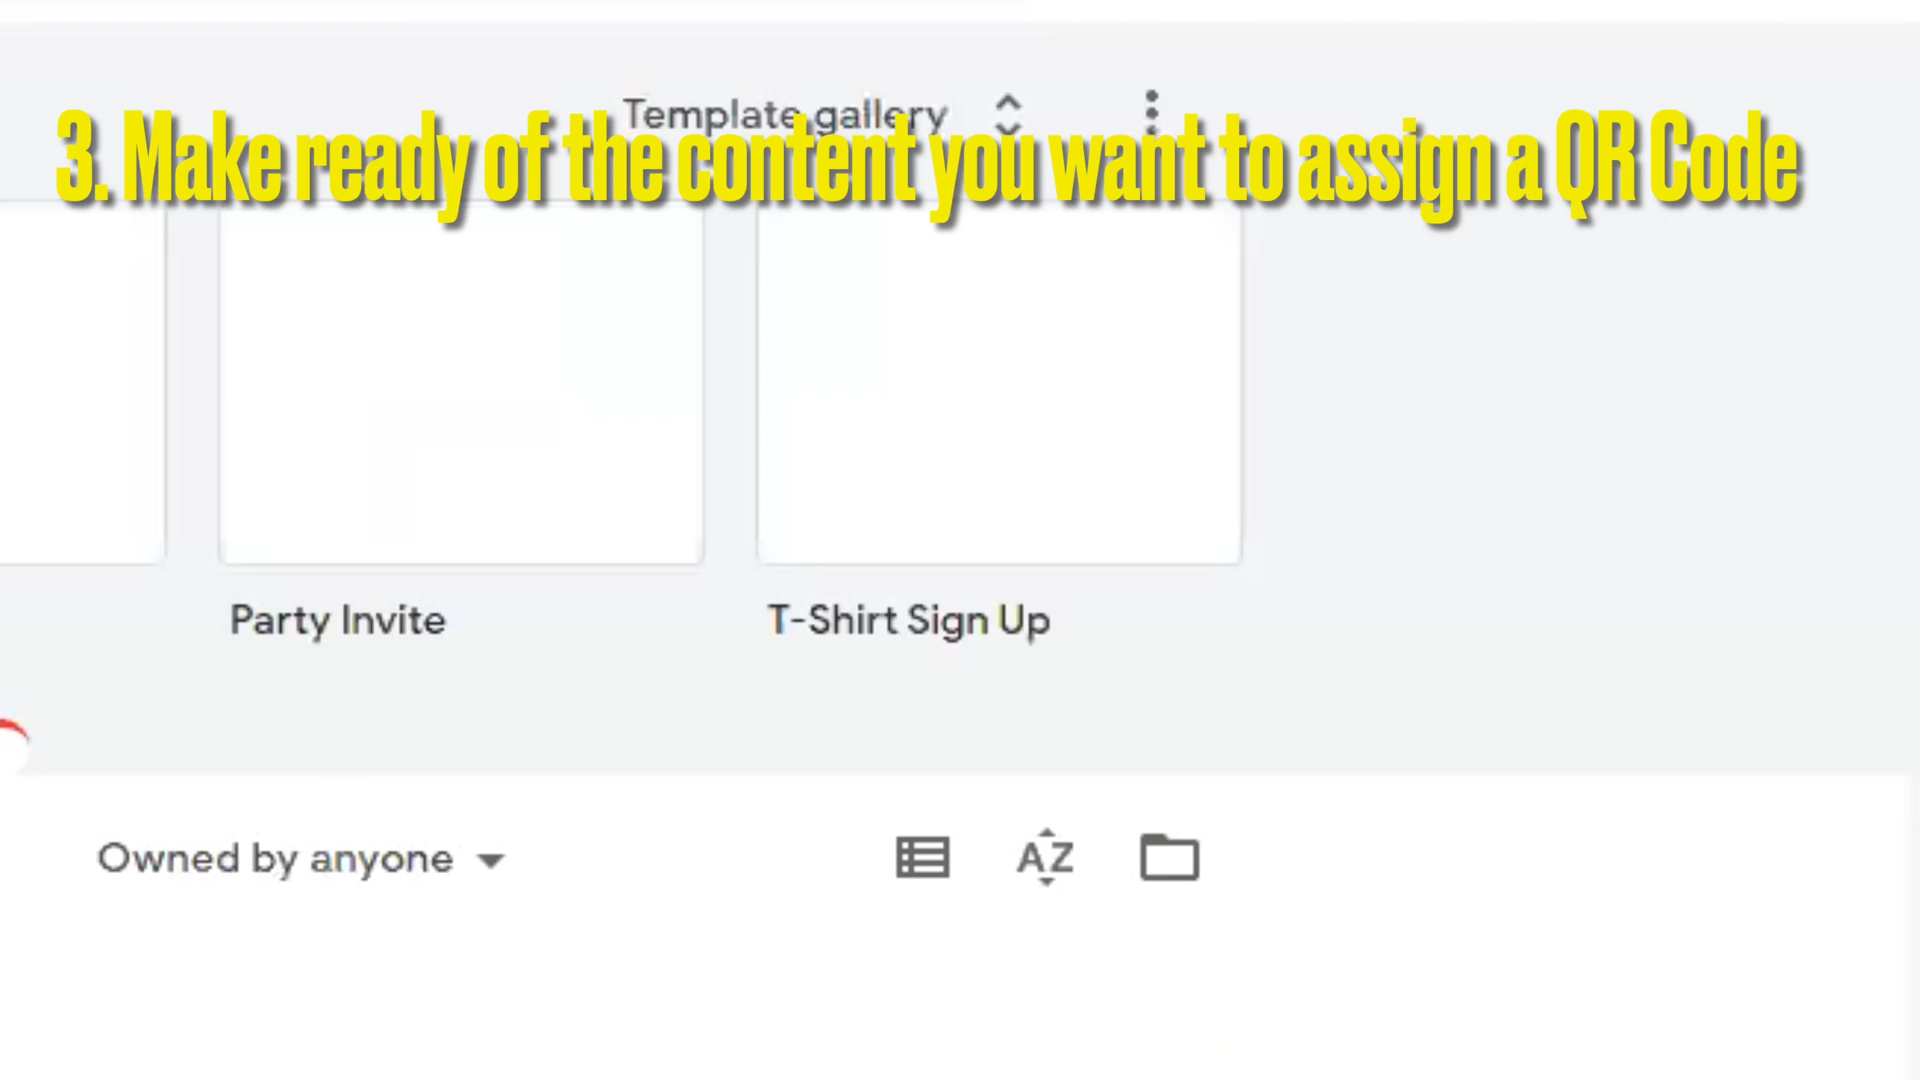 Template gallery
3. Make ready of the content you want to assign a QR Code
Party Invite
T-Shirt Sign Up
Owned by anyone
AZ